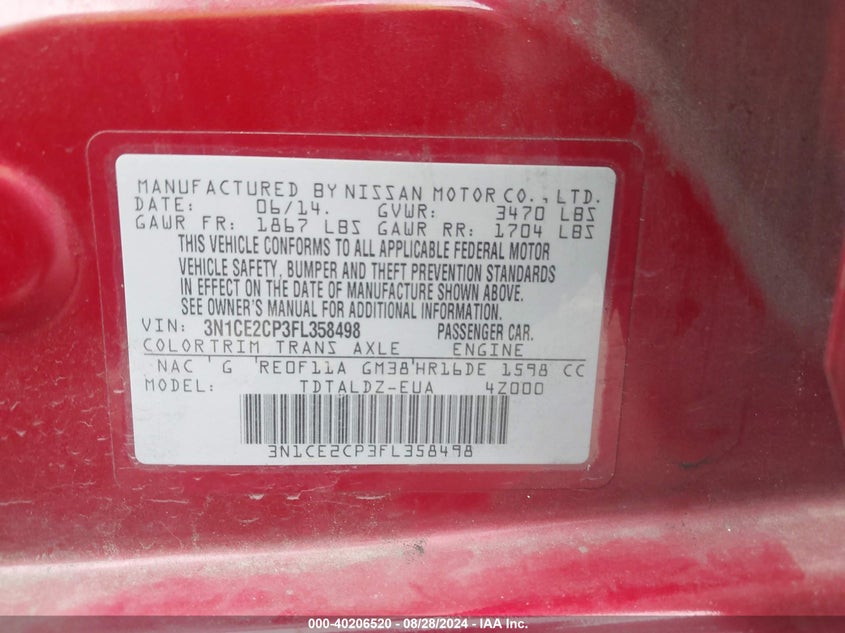 MANUFACTURED BY NISSAN MOTOR CO., LTD.
DATE: 06/14. GVWR: 3470 LBS
GAWR FR: 1867 LBS GAWR RR: 1704 LBS
THIS VEHICLE CONFORMS TO ALL APPLICABLE FEDERAL MOTOR
VEHICLE SAFETY, BUMPER AND THEFT PREVENTION STANDARDS
IN EFFECT ON THE DATE OF MANUFACTURE SHOWN ABOVE.
SEE OWNER'S MANUAL FOR ADDITIONAL INFORMATION.
VIN: 3N1CE2CP3FL358498 PASSENGER CAR.
COLORTRIM TRANS AXLE ENGINE
NAC G RE0F11A GM38 HR16DE 1598 CC
MODEL: TDTALDZ-EUA 4Z000
3N1CE2CP3FL358498
000-40206520 - 08/28/2024 - IAA Inc.